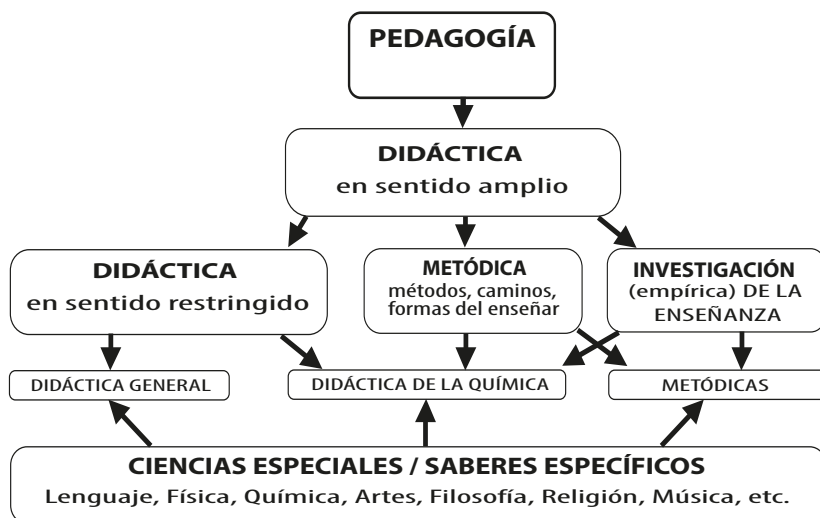 PEDAGOGÍA
DIDÁCTICA
en sentido amplio
DIDÁCTICA
en sentido restringido
METÓDICA
métodos, caminos,
formas del enseñar
INVESTIGACIÓN
(empírica) DE LA
ENSEÑANZA
DIDÁCTICA GENERAL
DIDÁCTICA DE LA QUÍMICA
METÓDICAS
CIENCIAS ESPECIALES / SABERES ESPECÍFICOS
Lenguaje, Física, Química, Artes, Filosofía, Religión, Música, etc.